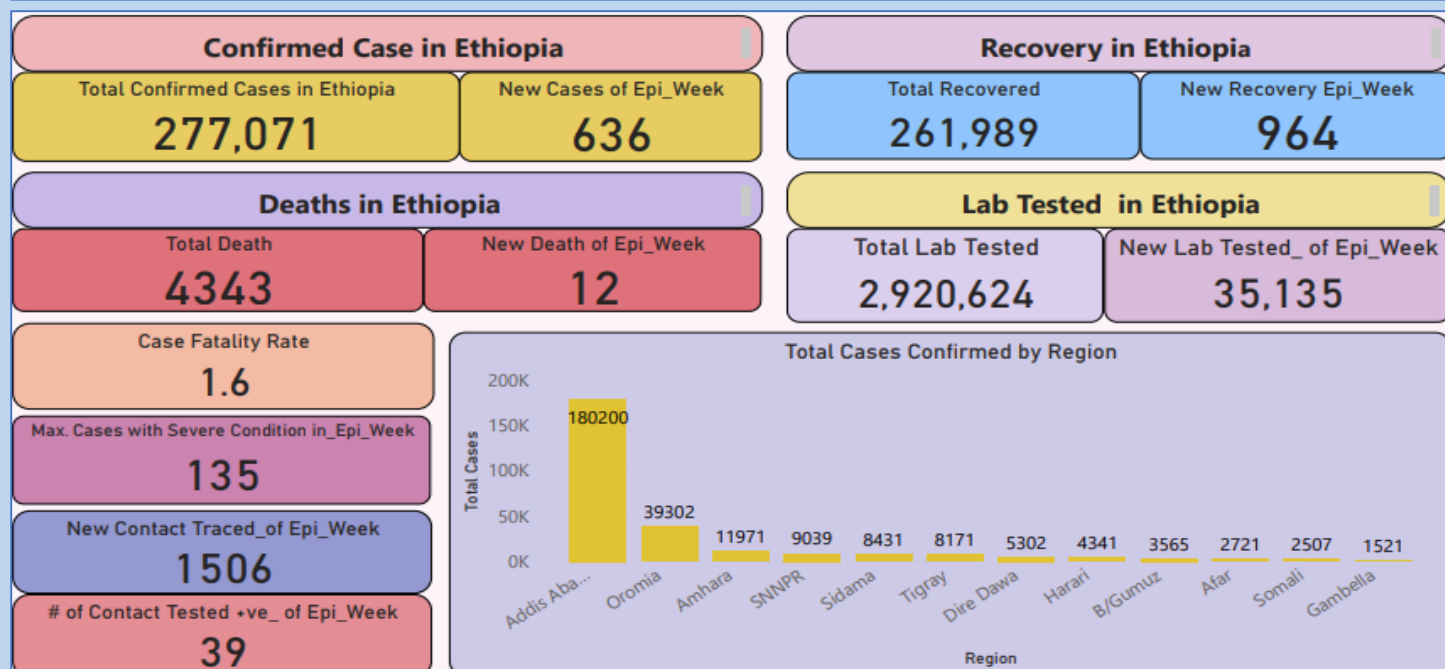 Confirmed Case in Ethiopia
Total Confirmed Cases in Ethiopia
277,071
New Cases of Epi_Week
636
Recovery in Ethiopia
Total Recovered
261,989
New Recovery Epi_Week
964
Deaths in Ethiopia
Total Death
4343
New Death of Epi_Week
12
Lab Tested in Ethiopia
Total Lab Tested
2,920,624
New Lab Tested_ of Epi_Week
35,135
Case Fatality Rate
1.6
Max. Cases with Severe Condition in_Epi_Week
135
New Contact Traced_of Epi_Week
1506
# of Contact Tested +ve_ of Epi_Week
39
Total Cases Confirmed by Region
Total Cases
200K
150K
100K
50K
0K
180200
39302
11971
9039
8431
8171
5302
4341
3565
2721
2507
1521
Addis Aba...
Oromia
Amhara
SNNPR
Sidama
Tigray
Dire Dawa
Harari
B/Gumuz
Afar
Somali
Gambella
Region